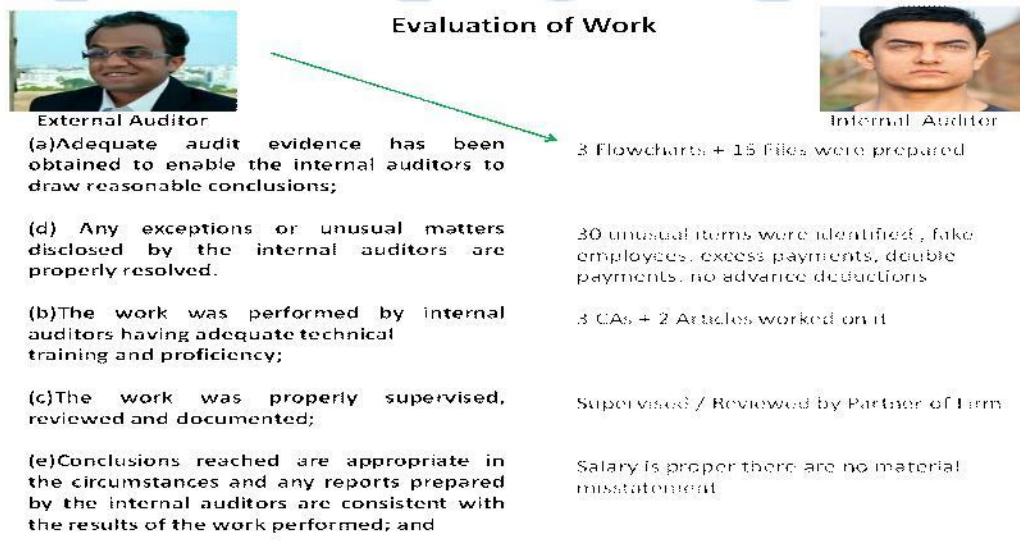 Evaluation of Work
External Auditor
Internal Auditor
(a)Adequate audit evidence has been
obtained to enable the internal auditors to
draw reasonable conclusions;
3 Flowcharts + 15 Files were prepared
(d) Any exceptions or unusual matters
disclosed by the internal auditors are
properly resolved.
30 unusual items were identified , fake
employees, excess payments, double
payments, no advance deductions
(b)The work was performed by internal
auditors having adequate technical
training and proficiency;
3 CAs + 2 Articles worked on it
(c)The work was properly supervised,
reviewed and documented;
Supervised / Reviewed by Partner of Firm
(e)Conclusions reached are appropriate in
the circumstances and any reports prepared
by the internal auditors are consistent with
the results of the work performed; and
Salary is proper there are no material
misstatement